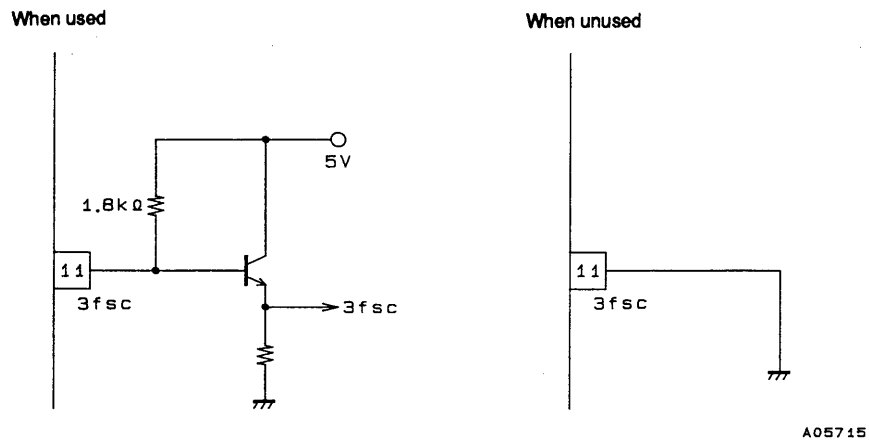 When used
When unused
5V
1.8kΩ
11
3fsc
3fsc
11
3fsc
A05715